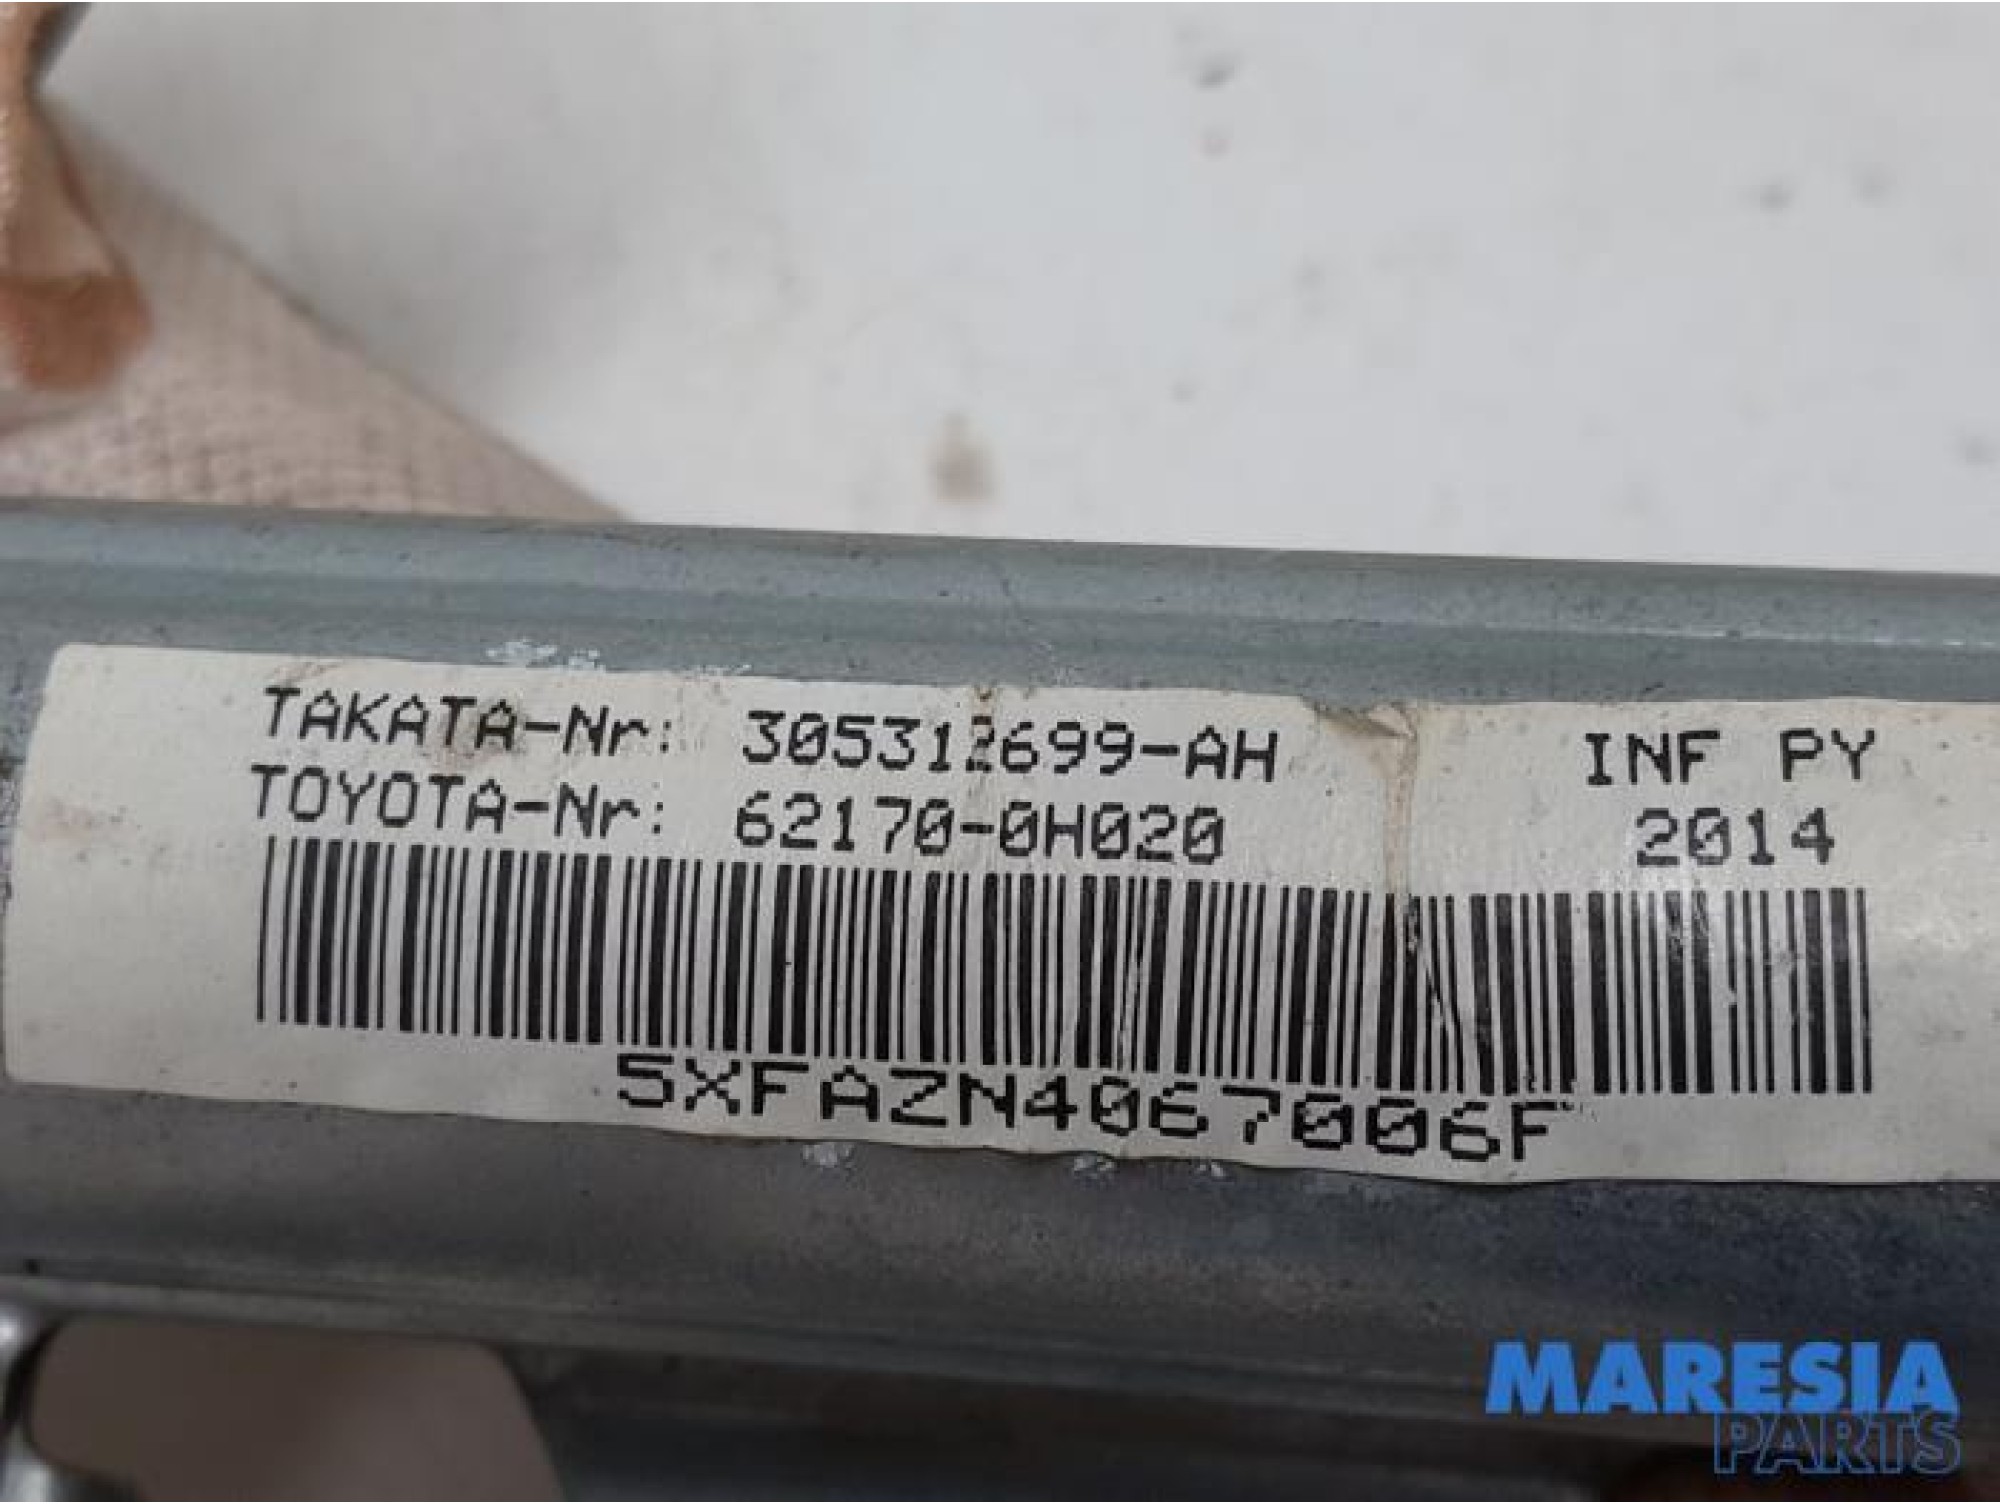 TAKATA-Nr: 305312699-AH
TOYOTA-Nr: 62170-0H020
INF PY
2014
5XFAZN4067006F
MARESIA
PARTS